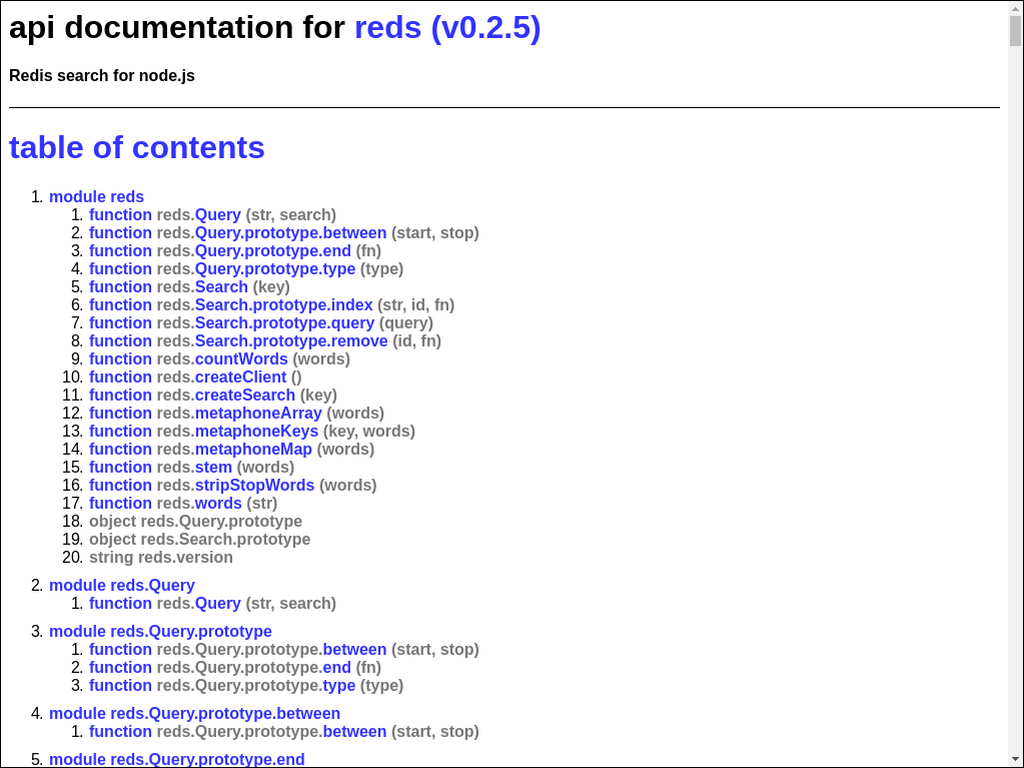 api documentation for reds (v0.2.5)
Redis search for node.js
table of contents
1. module reds
1. function reds.Query (str, search)
2. function reds.Query.prototype.between (start, stop)
3. function reds.Query.prototype.end (fn)
4. function reds.Query.prototype.type (type)
5. function reds.Search (key)
6. function reds.Search.prototype.index (str, id, fn)
7. function reds.Search.prototype.query (query)
8. function reds.Search.prototype.remove (id, fn)
9. function reds.countWords (words)
10. function reds.createClient ()
11. function reds.createSearch (key)
12. function reds.metaphoneArray (words)
13. function reds.metaphoneKeys (key, words)
14. function reds.metaphoneMap (words)
15. function reds.stem (words)
16. function reds.stripStopWords (words)
17. function reds.words (str)
18. object reds.Query.prototype
19. object reds.Search.prototype
20. string reds.version
2. module reds.Query
1. function reds.Query (str, search)
3. module reds.Query.prototype
1. function reds.Query.prototype.between (start, stop)
2. function reds.Query.prototype.end (fn)
3. function reds.Query.prototype.type (type)
4. module reds.Query.prototype.between
1. function reds.Query.prototype.between (start, stop)
5. module reds.Query.prototype.end